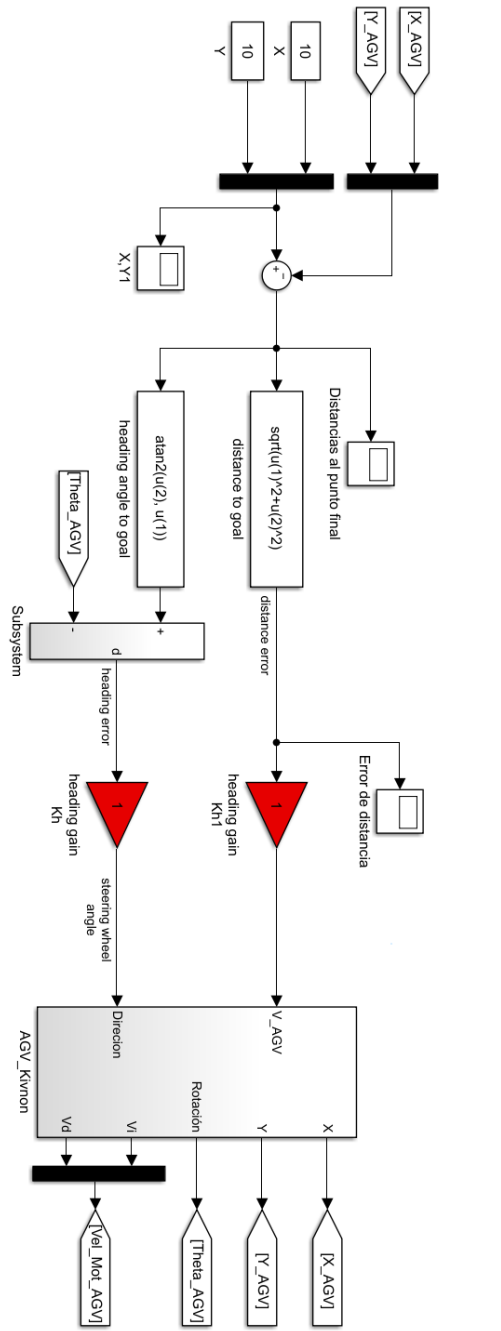 [X_AGV]
[Y_AGV]
10
X
10
Y
X,Y1
+
-
Distancias al punto final
sqrt(u(1)^2+u(2)^2)
distance to goal
atan2(u(2), u(1))
heading angle to goal
[Theta_AGV]
+
-
d
Subsystem
distance error
heading error
Error de distancia
1
heading gain
Kh1
1
heading gain
Kh
steering wheel
angle
V_AGV
Direcion
X
Y
Rotación
Vi
Vd
AGV_Kivnon
[X_AGV]
[Y_AGV]
[Theta_AGV]
[Vel_Mot_AGV]